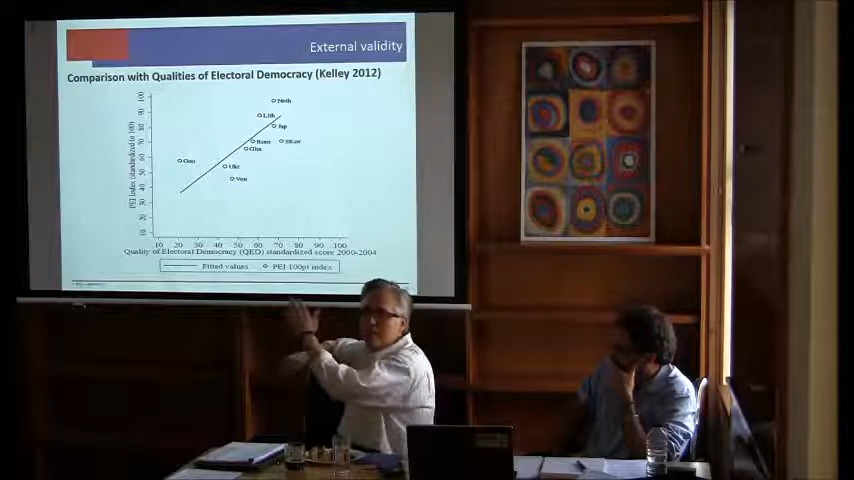 External validity
Comparison with Qualities of Electoral Democracy (Kelley 2012)
PEI Index (standardized to 100)
100
90
80
70
60
50
40
30
20
10
Neth
Lith
Jap
Rom
SKor
Gha
Geo
Ukr
Ven
10 20 30 40 50 60 70 80 90 100
Quality of Electoral Democracy (QED) standardized score 2000-2004
Fitted values
PEI 100pt index